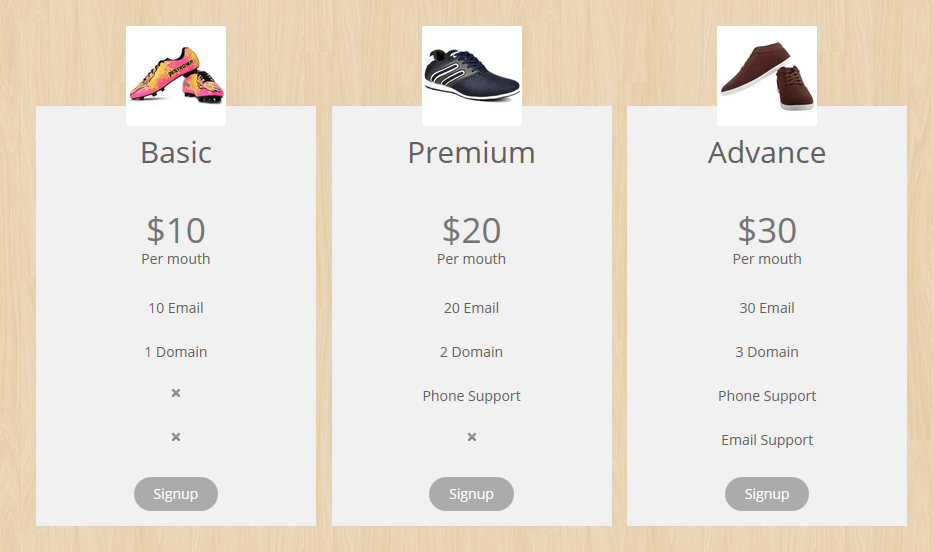 Basic
$10
Per mouth
10 Email
1 Domain
Signup
Premium
$20
Per mouth
20 Email
2 Domain
Phone Support
Signup
Advance
$30
Per mouth
30 Email
3 Domain
Phone Support
Email Support
Signup